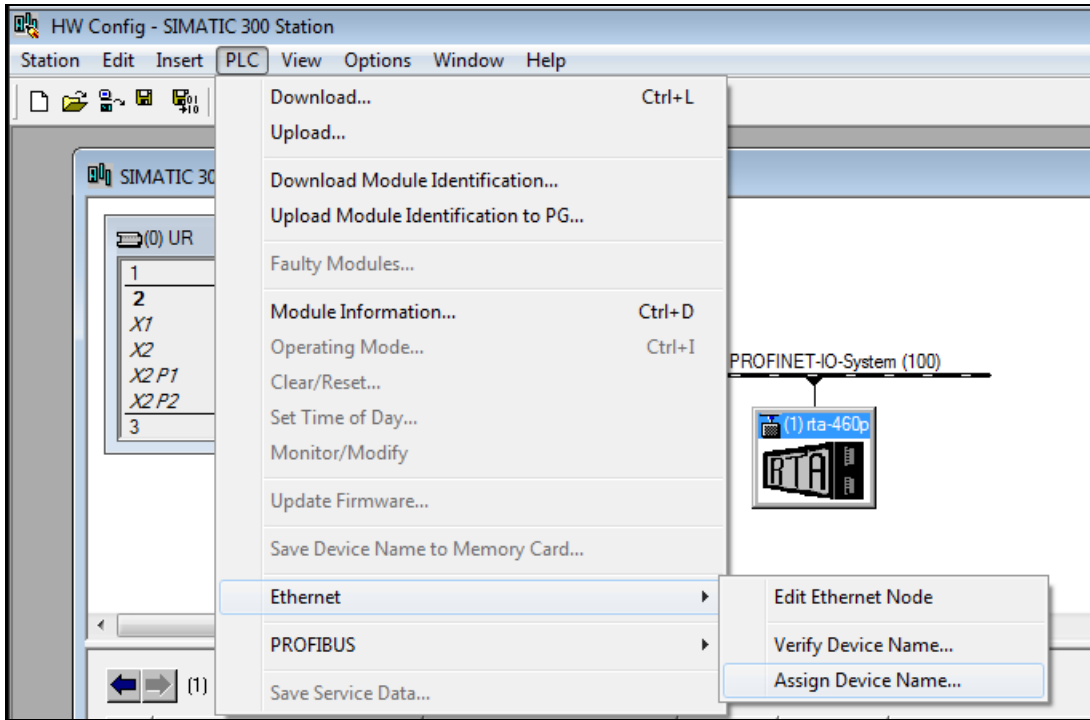 HW Config - SIMATIC 300 Station
Station Edit Insert PLC View Options Window Help
Download... Ctrl+L
Upload...
Download Module Identification...
Upload Module Identification to PG...
Faulty Modules...
Module Information... Ctrl+D
Operating Mode... Ctrl+I
Clear/Reset...
Set Time of Day...
Monitor/Modify
Update Firmware...
Save Device Name to Memory Card...
Ethernet
PROFIBUS
Save Service Data...
Edit Ethernet Node
Verify Device Name...
Assign Device Name...
SIMATIC 30
(0) UR
1
2
X1
X2
X2 P1
X2 P2
3
PROFINET-IO-System (100)
(1) rta-460p
RTA
(1)